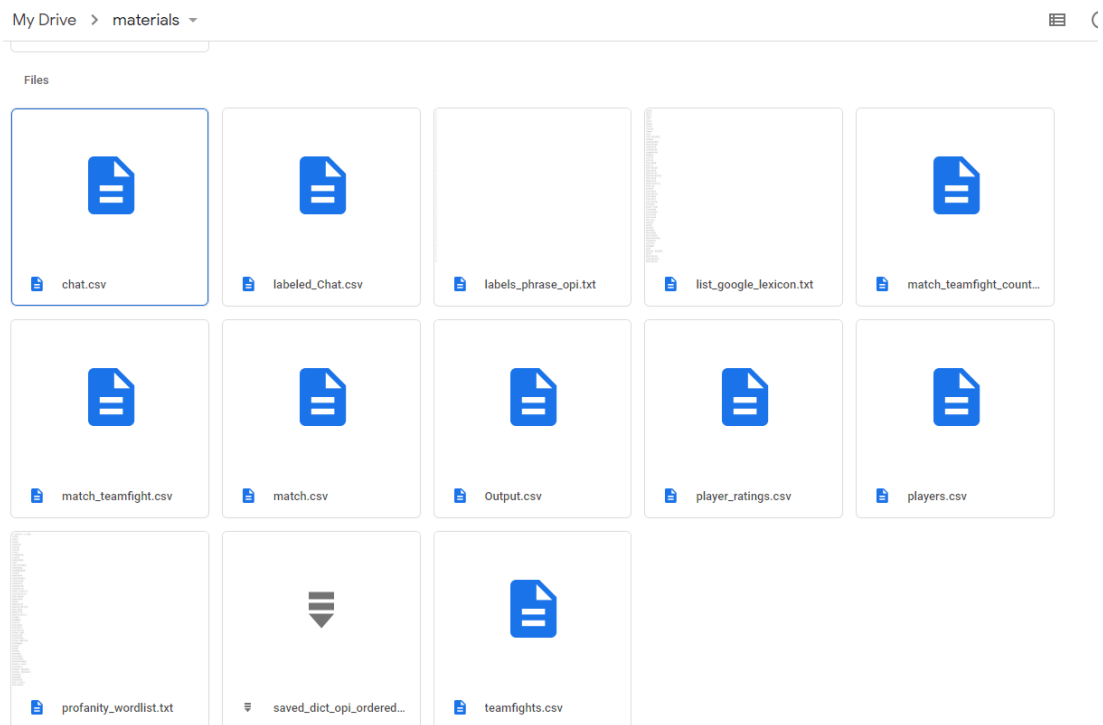 My Drive > materials
Files
chat.csv
labeled_Chat.csv
labels_phrase_opi.txt
list_google_lexicon.txt
match_teamfight_count...
match_teamfight.csv
match.csv
Output.csv
player_ratings.csv
players.csv
profanity_wordlist.txt
saved_dict_opi_ordered...
teamfights.csv